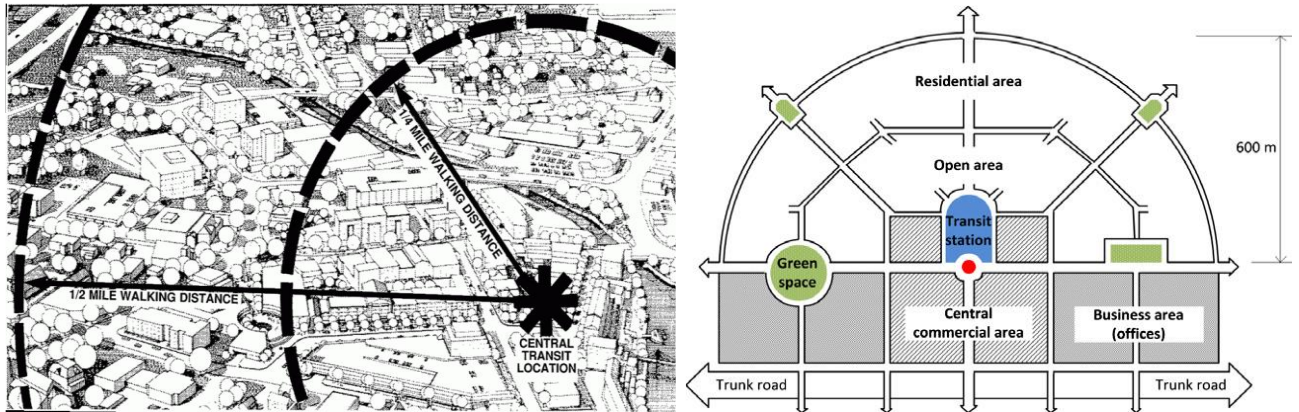 1/4 MILE WALKING DISTANCE
1/2 MILE WALKING DISTANCE
CENTRAL
TRANSIT
LOCATION
Residential area
600 m
Open area
Transit
station
Green
space
Central
commercial area
Business area
(offices)
Trunk road
Trunk road